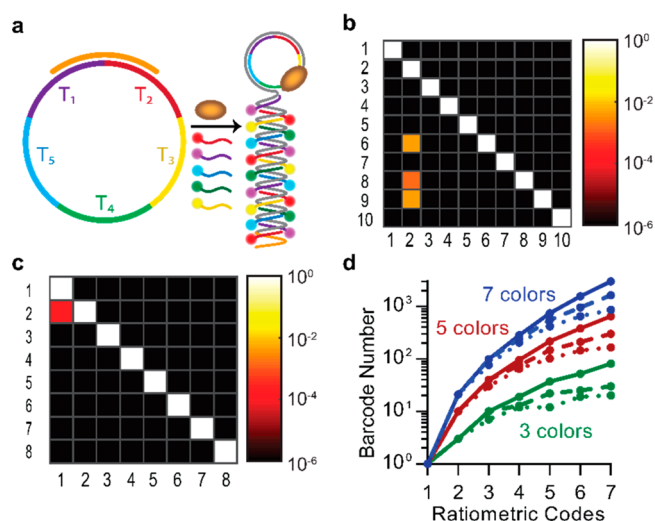 a
T1
T2
T3
T4
T5
b
1
2
3
4
5
6
7
8
9
10
1 2 3 4 5 6 7 8 9 10
10^0
10^-2
10^-4
10^-6
c
1
2
3
4
5
6
7
8
1 2 3 4 5 6 7 8
10^0
10^-2
10^-4
10^-6
d
Barcode Number
10^3
10^2
10^1
10^0
7 colors
5 colors
3 colors
1 2 3 4 5 6 7
Ratiometric Codes